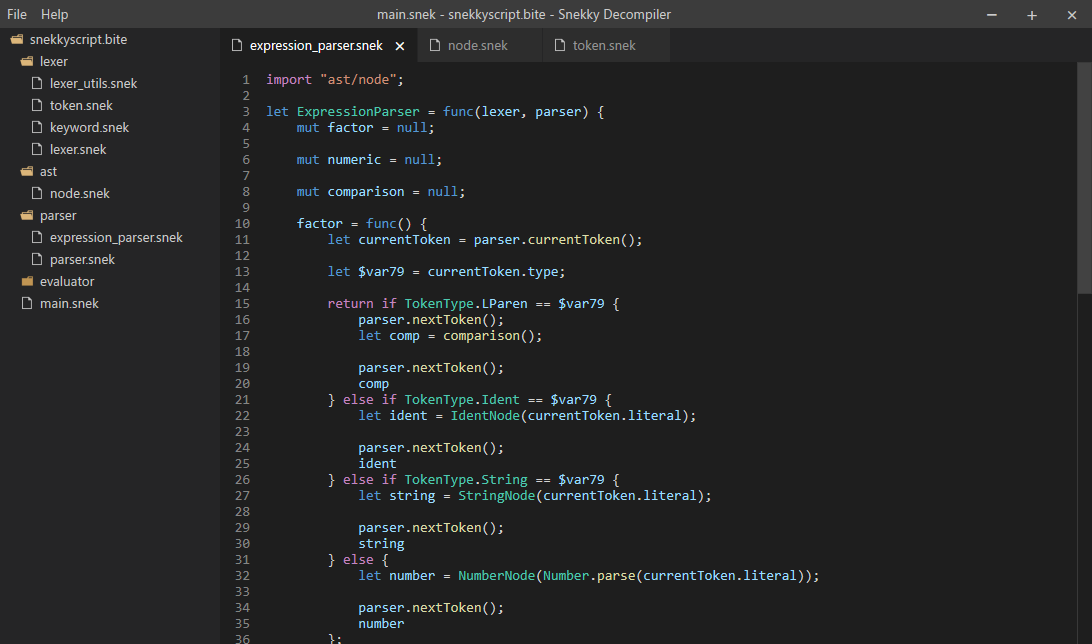 File Help
main.snek - snekkyscript.bite - Snekky Decompiler
snekkyscript.bite
lexer
lexer_utils.snek
token.snek
keyword.snek
lexer.snek
ast
node.snek
parser
expression_parser.snek
parser.snek
evaluator
main.snek
expression_parser.snek
node.snek
token.snek
1 import "ast/node";
2
3 let ExpressionParser = func(lexer, parser) {
4     mut factor = null;
5
6     mut numeric = null;
7
8     mut comparison = null;
9
10     factor = func() {
11         let currentToken = parser.currentToken();
12
13         let $var79 = currentToken.type;
14
15         return if TokenType.LParen == $var79 {
16             parser.nextToken();
17             let comp = comparison();
18
19             parser.nextToken();
20             comp
21         } else if TokenType.Ident == $var79 {
22             let ident = IdentNode(currentToken.literal);
23
24             parser.nextToken();
25             ident
26         } else if TokenType.String == $var79 {
27             let string = StringNode(currentToken.literal);
28
29             parser.nextToken();
30             string
31         } else {
32             let number = NumberNode(Number.parse(currentToken.literal));
33
34             parser.nextToken();
35             number
36         };